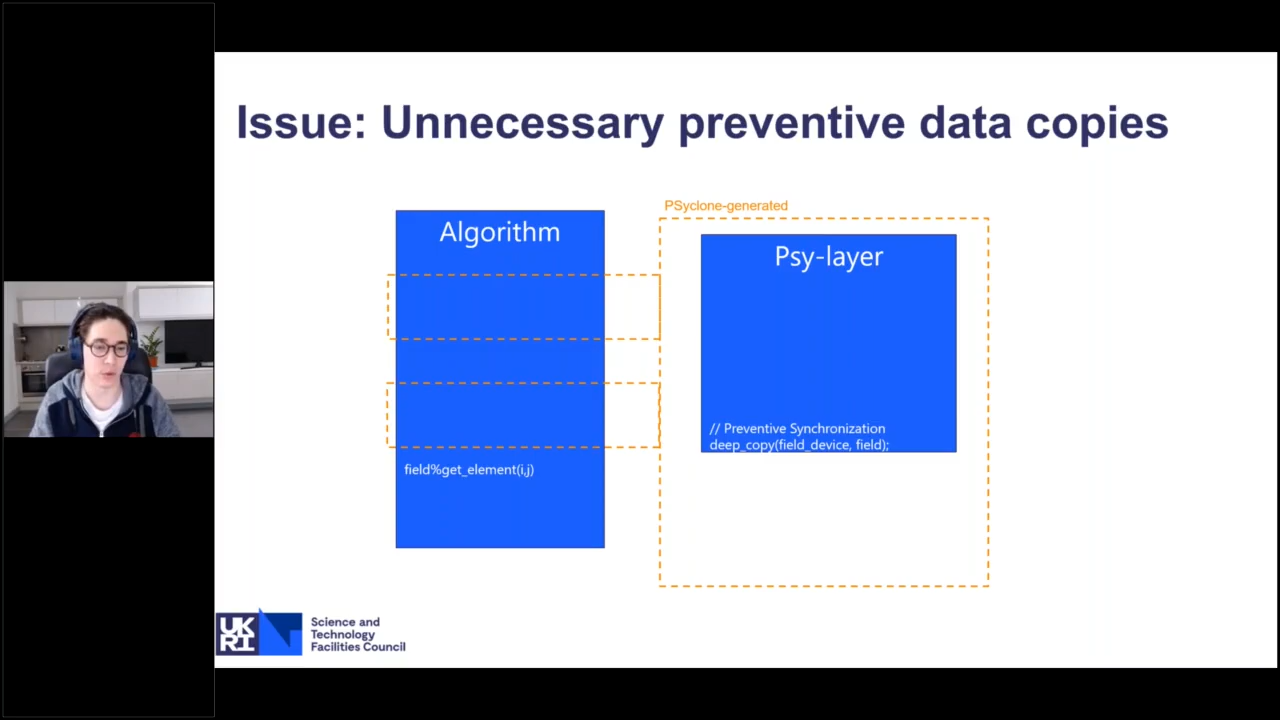 Issue: Unnecessary preventive data copies
PSyclone-generated
Algorithm
Psy-layer
// Preventive Synchronization
deep_copy(field_device, field);
field%get_element(i,j)
UK
RI
Science and
Technology
Facilities Council